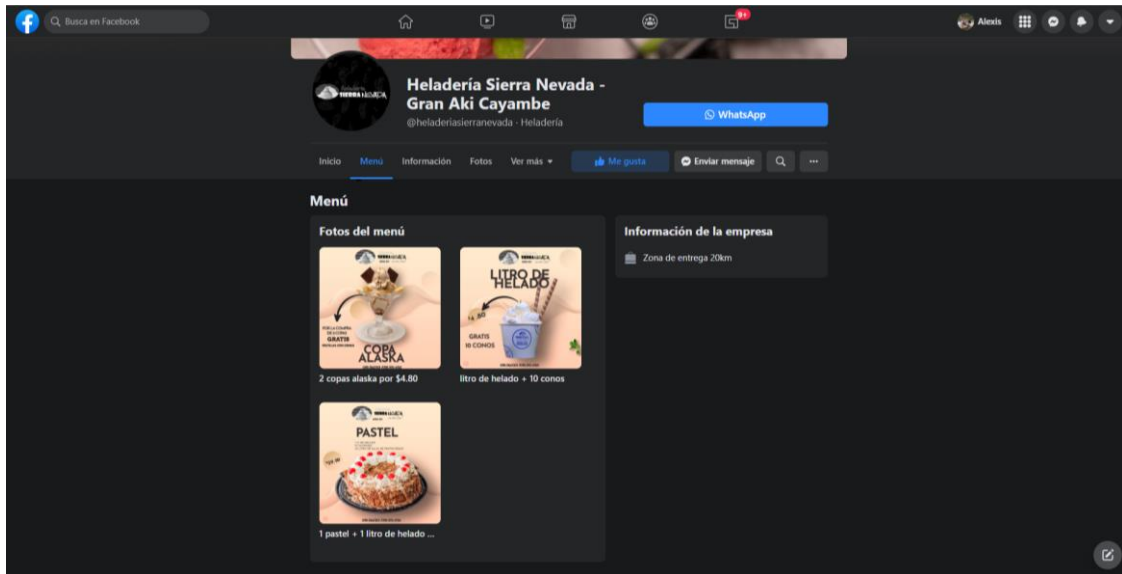 Busca en Facebook
9+
Alexis
Heladería Sierra Nevada -
Gran Aki Cayambe
@heladeriasierranevada · Heladería
WhatsApp
Inicio
Menú
Información
Fotos
Ver más
Me gusta
Enviar mensaje
Menú
Fotos del menú
COPA
ALASKA
GRATIS
2 copas alaska por $4.80
LITRO DE
HELADO
GRATIS
10 CONOS
litro de helado + 10 conos
PASTEL
1 pastel + 1 litro de helado ...
Información de la empresa
Zona de entrega 20km